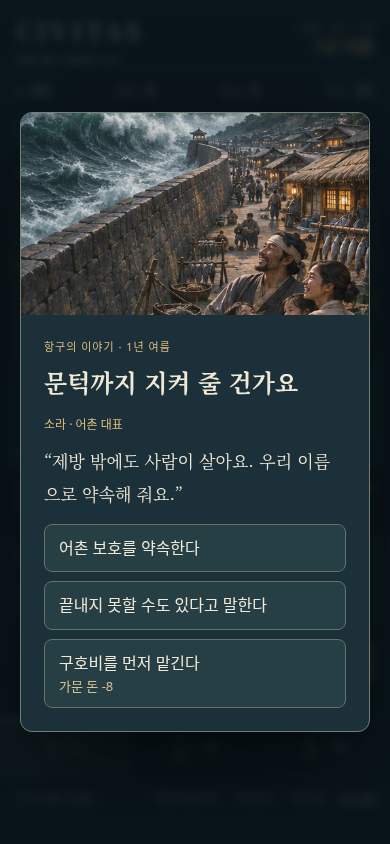 CIVITAS
항구의 이야기 · 1년 여름
문턱까지 지켜 줄 건가요
소라 · 어촌 대표
“제방 밖에도 사람이 살아요. 우리 이름
으로 약속해 줘요.”
어촌 보호를 약속한다
끝내지 못할 수도 있다고 말한다
구호비를 먼저 맡긴다
가문 돈 -8